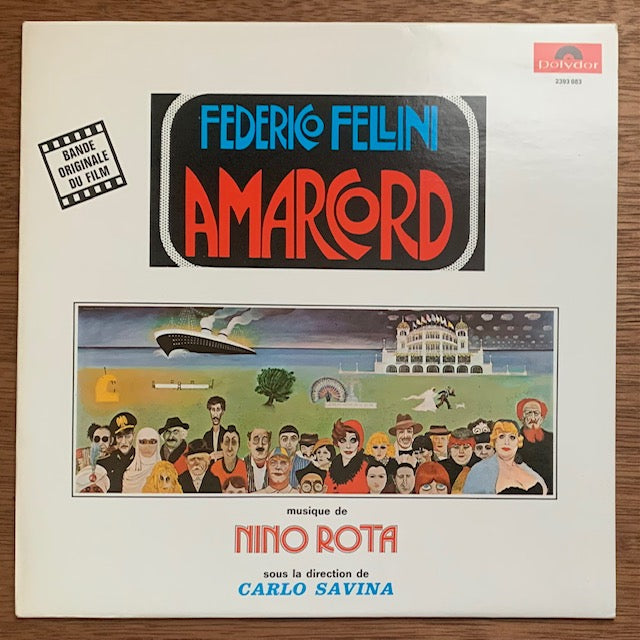 polydor
2393 083
FEDERICO FELLINI
AMARCORD
BANDE
ORIGINALE
DU FILM
musique de
NINO ROTA
sous la direction de
CARLO SAVINA